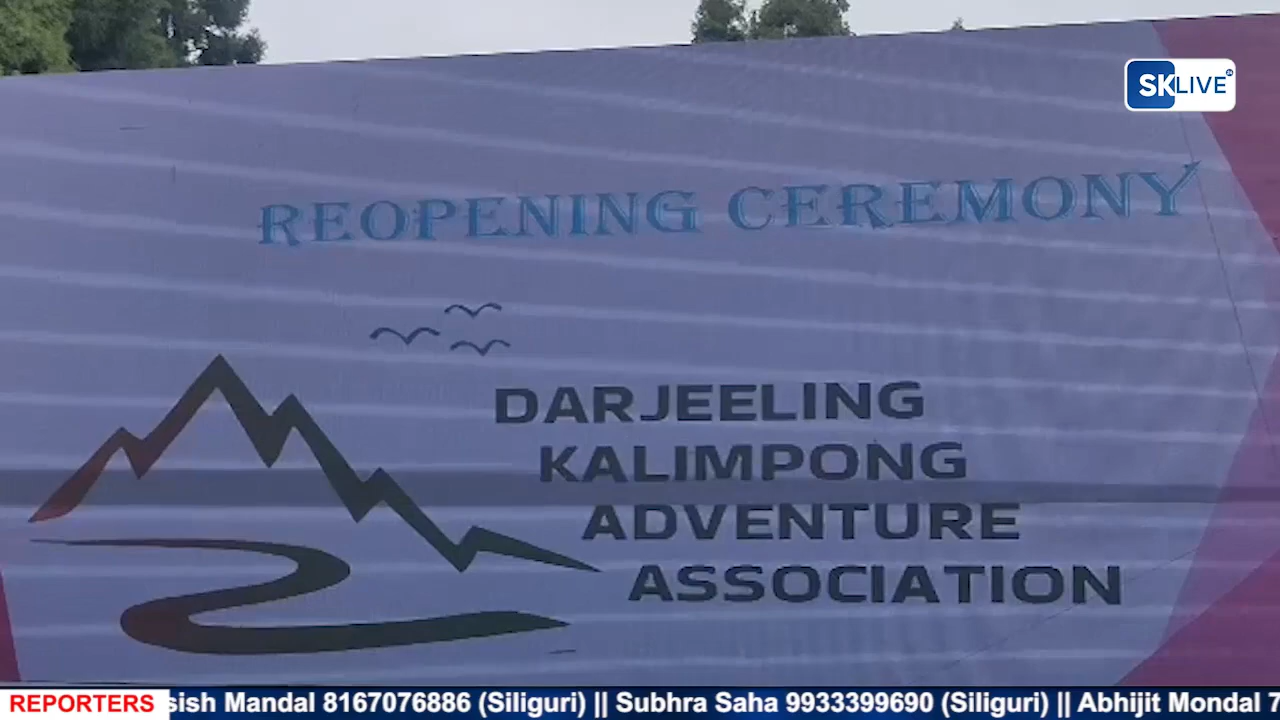 SKLIVE
REOPENING CEREMONY
DARJEELING
KALIMPONG
ADVENTURE
ASSOCIATION
REPORTERS sish Mandal 8167076886 (Siliguri) || Subhra Saha 9933399690 (Siliguri) || Abhijit Mondal 7